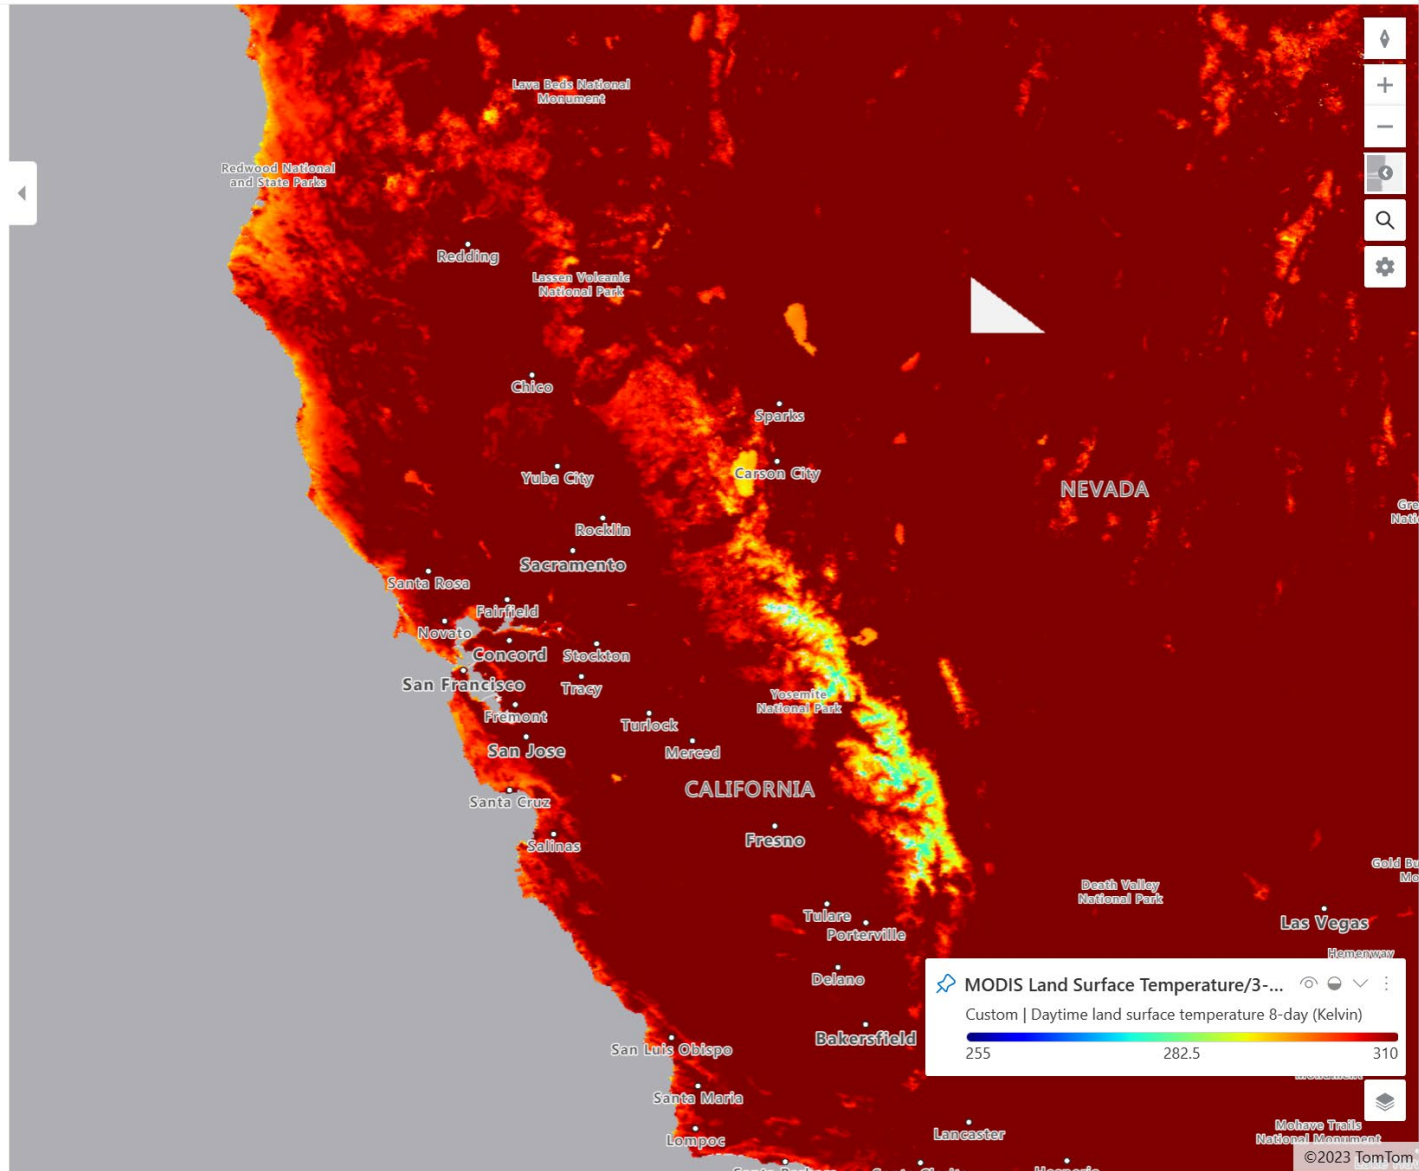 Lava Beds National
Monument
Redwood National
and State Parks
Redding
Lassen Volcanic
National Park
Chico
Sparks
Yuba City
Carson City
NEVADA
Rocklin
Sacramento
Santa Rosa
Fairfield
Novato
Concord
Stockton
San Francisco
Tracy
Yosemite
National Park
Fremont
Turlock
San Jose
Merced
CALIFORNIA
Santa Cruz
Salinas
Fresno
Gold Bu
Mo
Death Valley
National Park
Tulare
Las Vegas
Porterville
Hemenway
Delano
MODIS Land Surface Temperature/3-...
Custom | Daytime land surface temperature 8-day (Kelvin)
255 282.5 310
Bakersfield
San Luis Obispo
Santa Maria
Lompoc
Lancaster
Mohave Trails
National Monument
©2023 TomTom